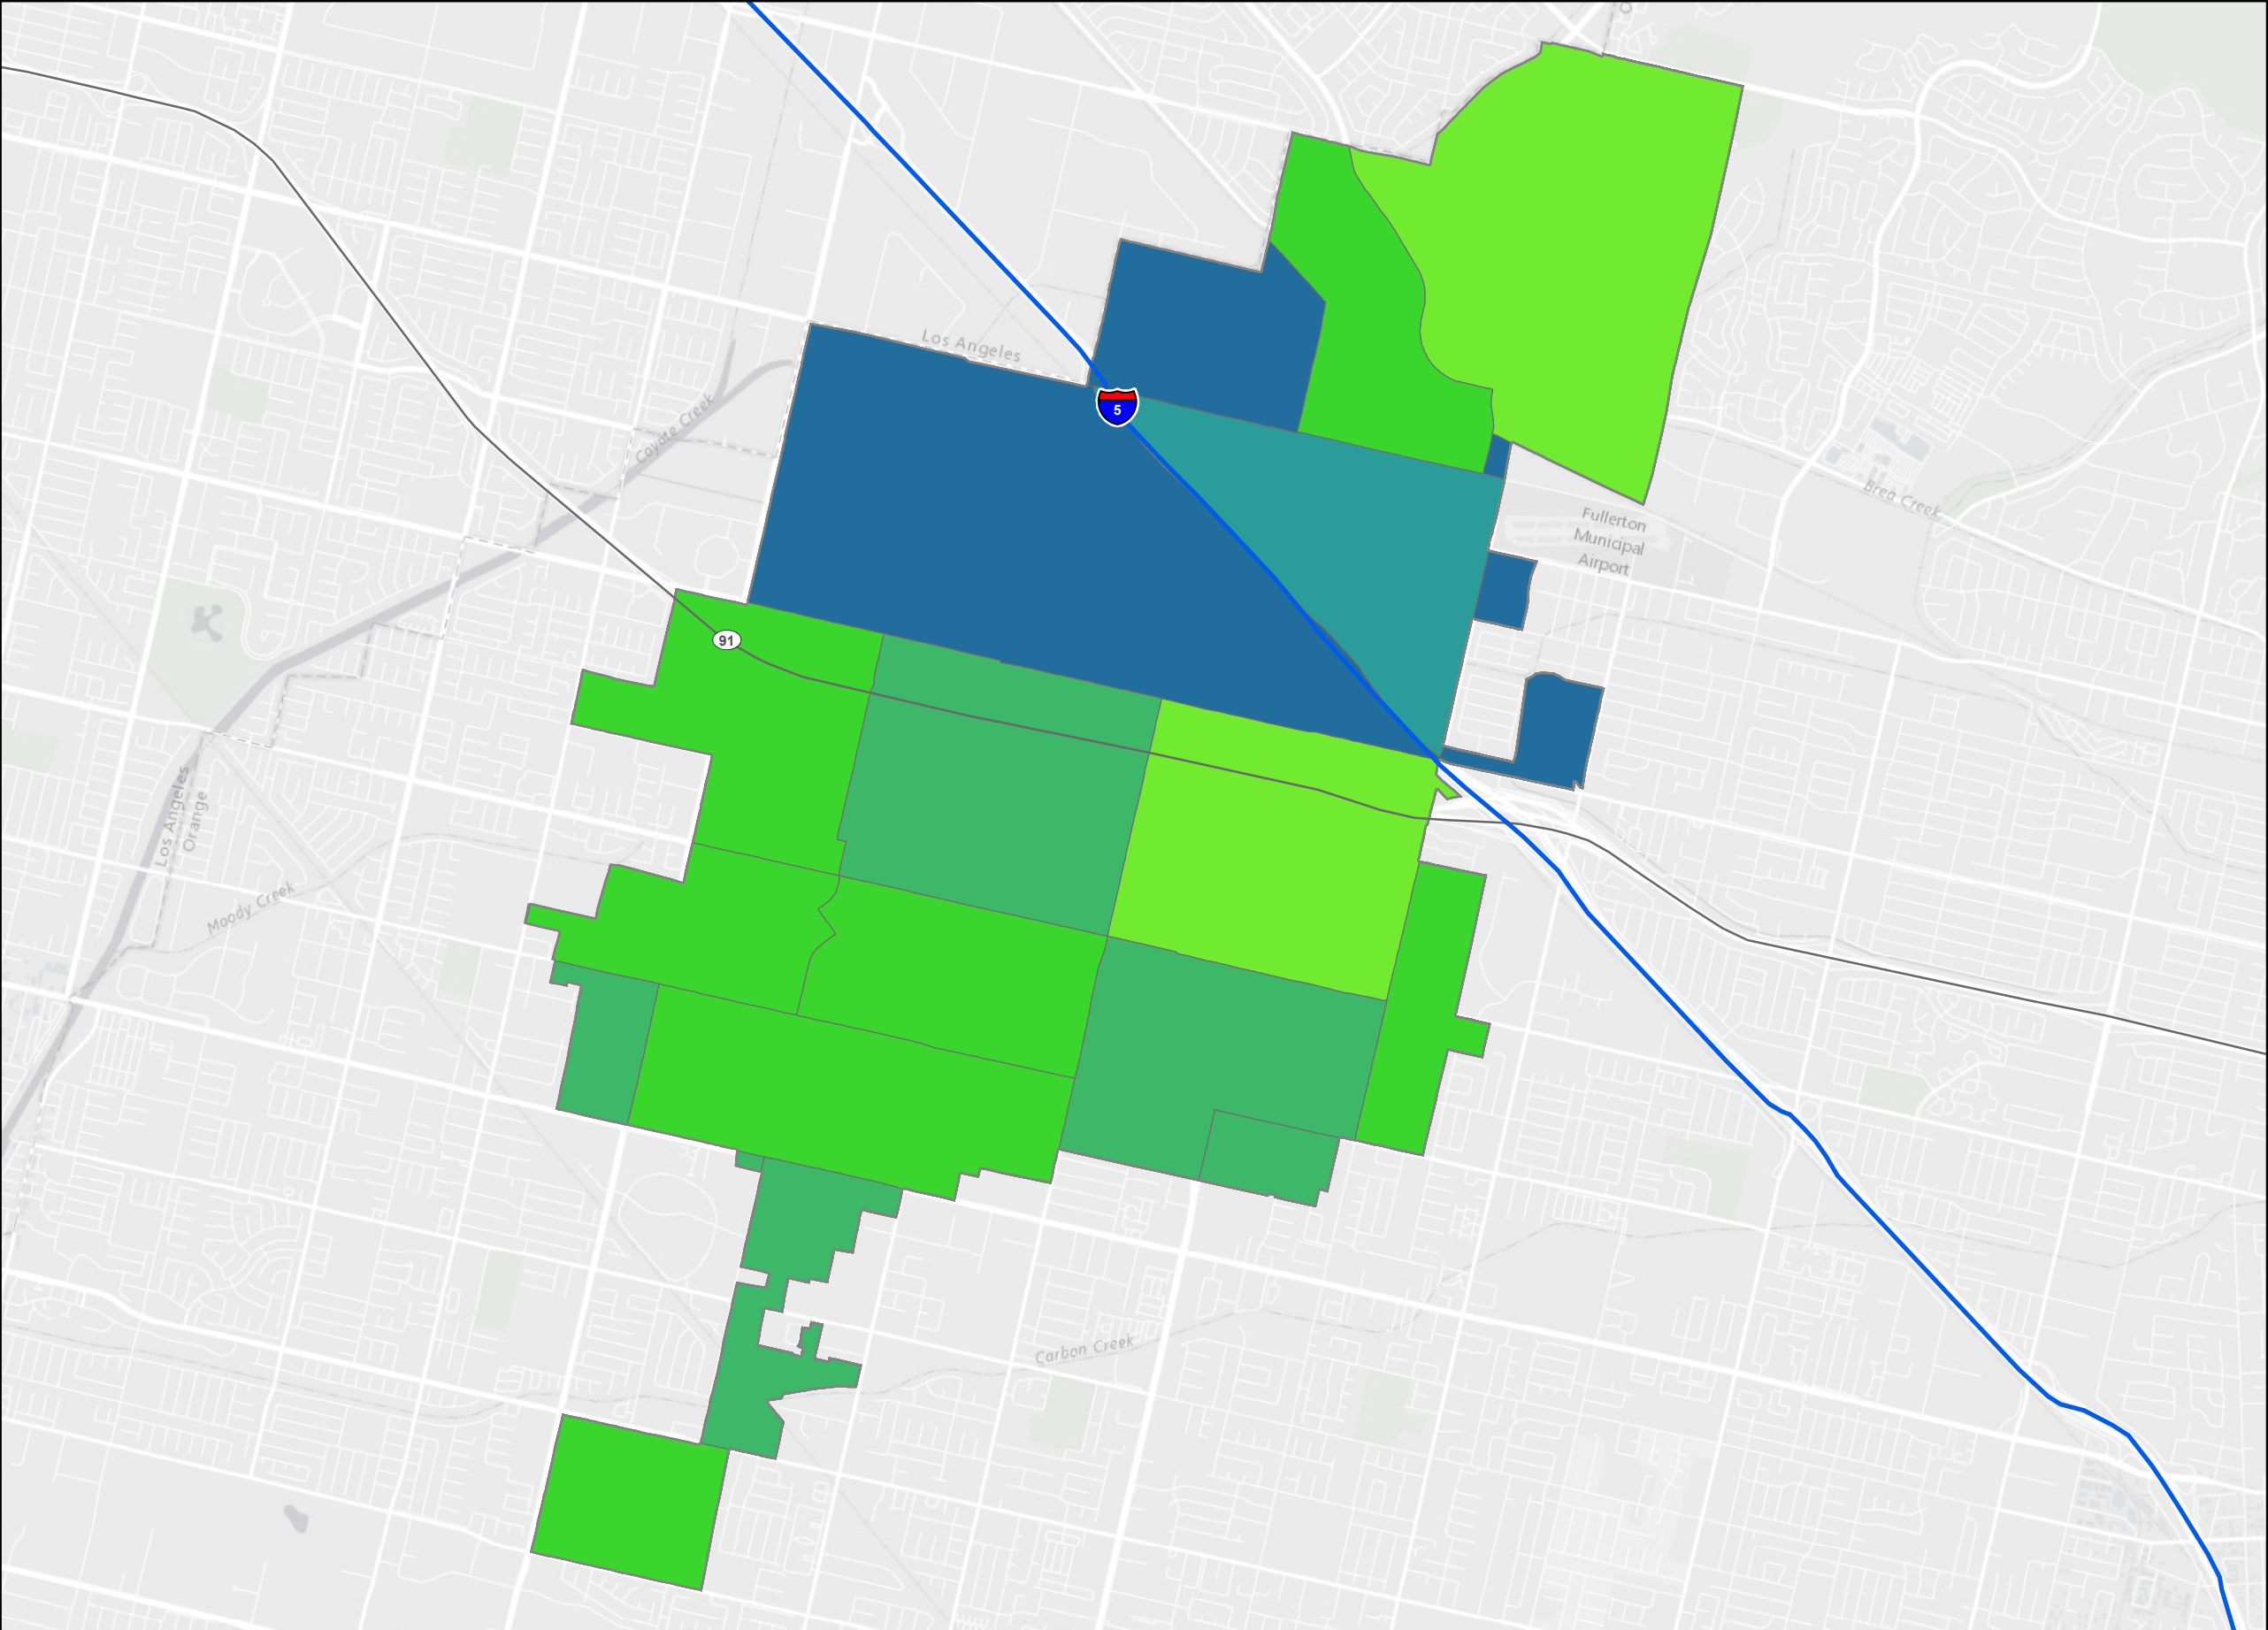 Los Angeles
Coyote Creek
5
Fullerton
Municipal
Airport
Brea Creek
91
Los Angeles
Orange
Moody Creek
Carbon Creek